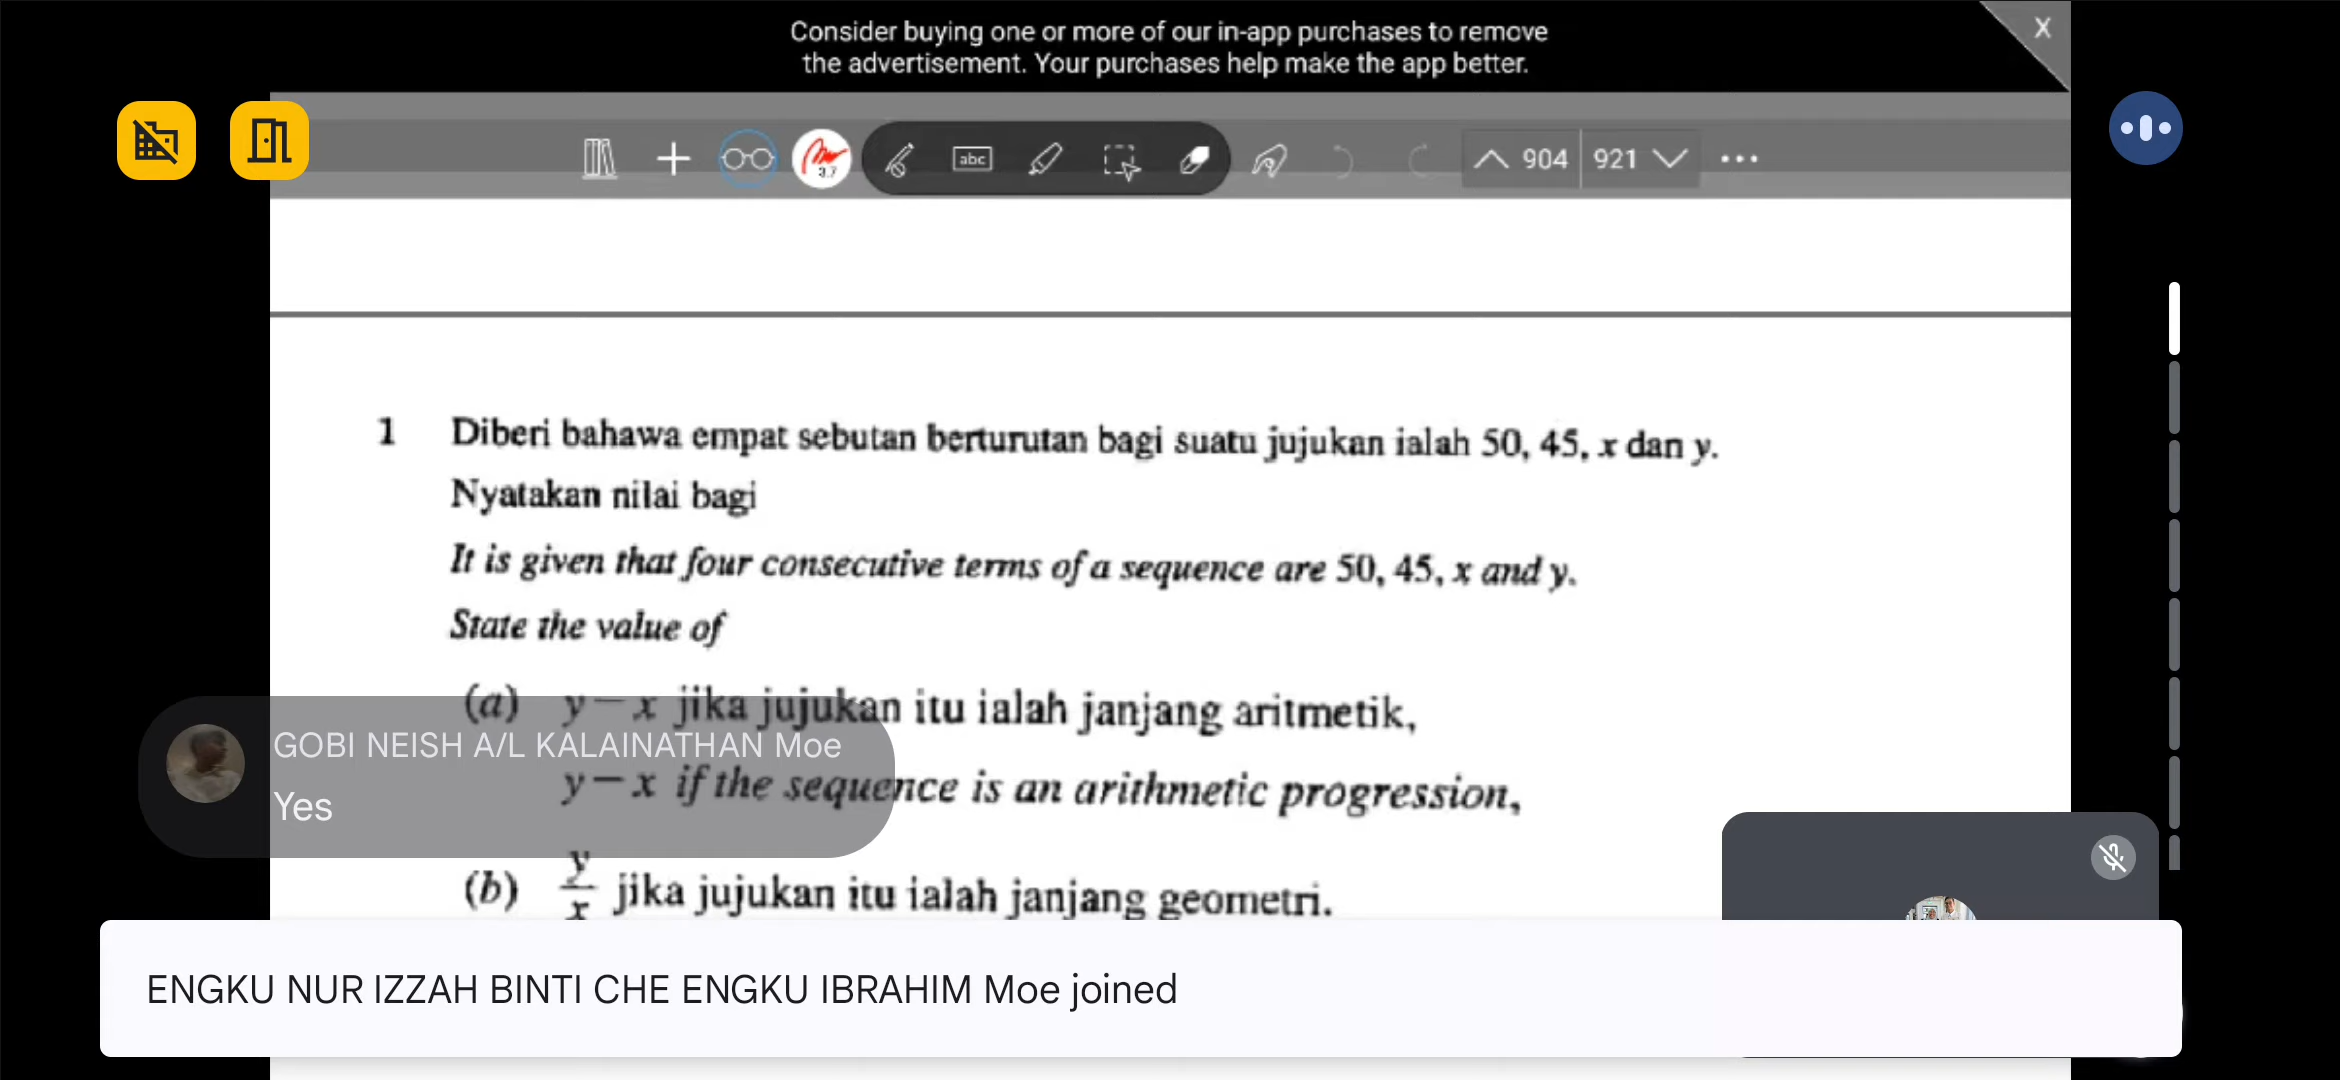 Consider buying one or more of our in-app purchases to remove
the advertisement. Your purchases help make the app better.
X
3.7
abc
904
921
1 Diberi bahawa empat sebutan berturutan bagi suatu jujukan ialah 50, 45, x dan y.
Nyatakan nilai bagi
It is given that four consecutive terms of a sequence are 50, 45, x and y.
State the value of
(a) y − x jika jujukan itu ialah janjang aritmetik,
GOBI NEISH A/L KALAINATHAN Moe
y − x if the sequence is an arithmetic progression,
Yes
(b) y/x jika jujukan itu ialah janjang geometri.
ENGKU NUR IZZAH BINTI CHE ENGKU IBRAHIM Moe joined